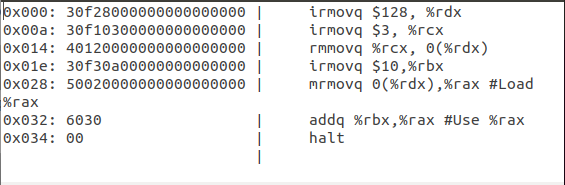 0x000: 30f28000000000000000 |     irmovq $128, %rdx
0x00a: 30f10300000000000000 |     irmovq $3, %rcx
0x014: 40120000000000000000 |     rmmovq %rcx, 0(%rdx)
0x01e: 30f30a00000000000000 |     irmovq $10,%rbx
0x028: 50020000000000000000 |     mrmovq 0(%rdx),%rax #Load
%rax
0x032: 6030                 |     addq %rbx,%rax #Use %rax
0x034: 00                   |     halt
                            |